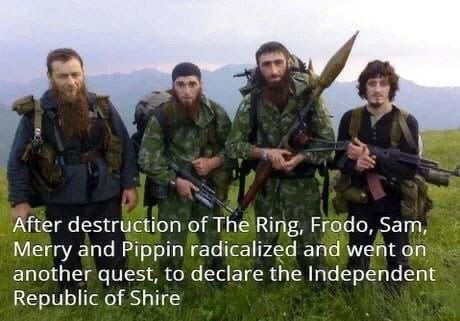 After destruction of The Ring, Frodo, Sam,
Merry and Pippin radicalized and went on
another quest, to declare the Independent
Republic of Shire